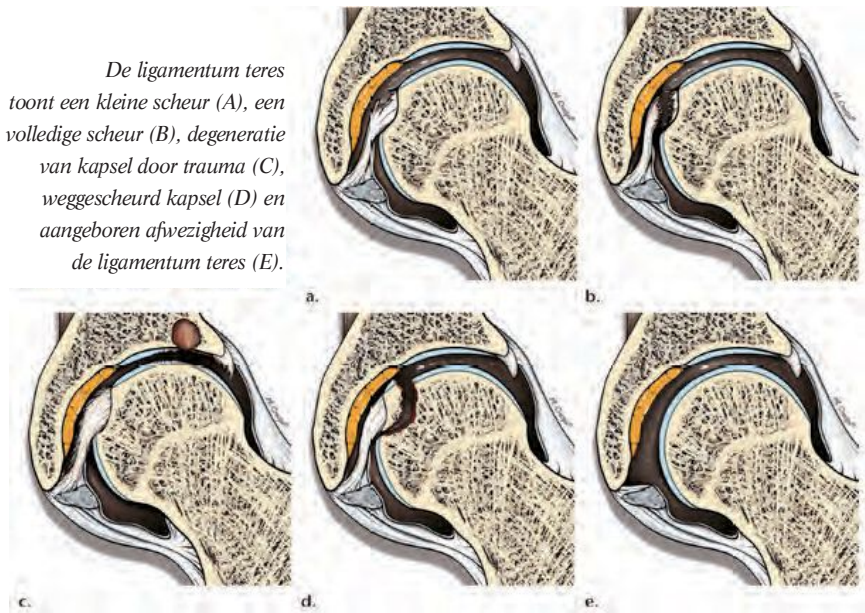 De ligamentum teres
toont een kleine scheur (A), een
volledige scheur (B), degeneratie
van kapsel door trauma (C),
weggescheurd kapsel (D) en
aangeboren afwezigheid van
de ligamentum teres (E).
a.
b.
c.
d.
e.